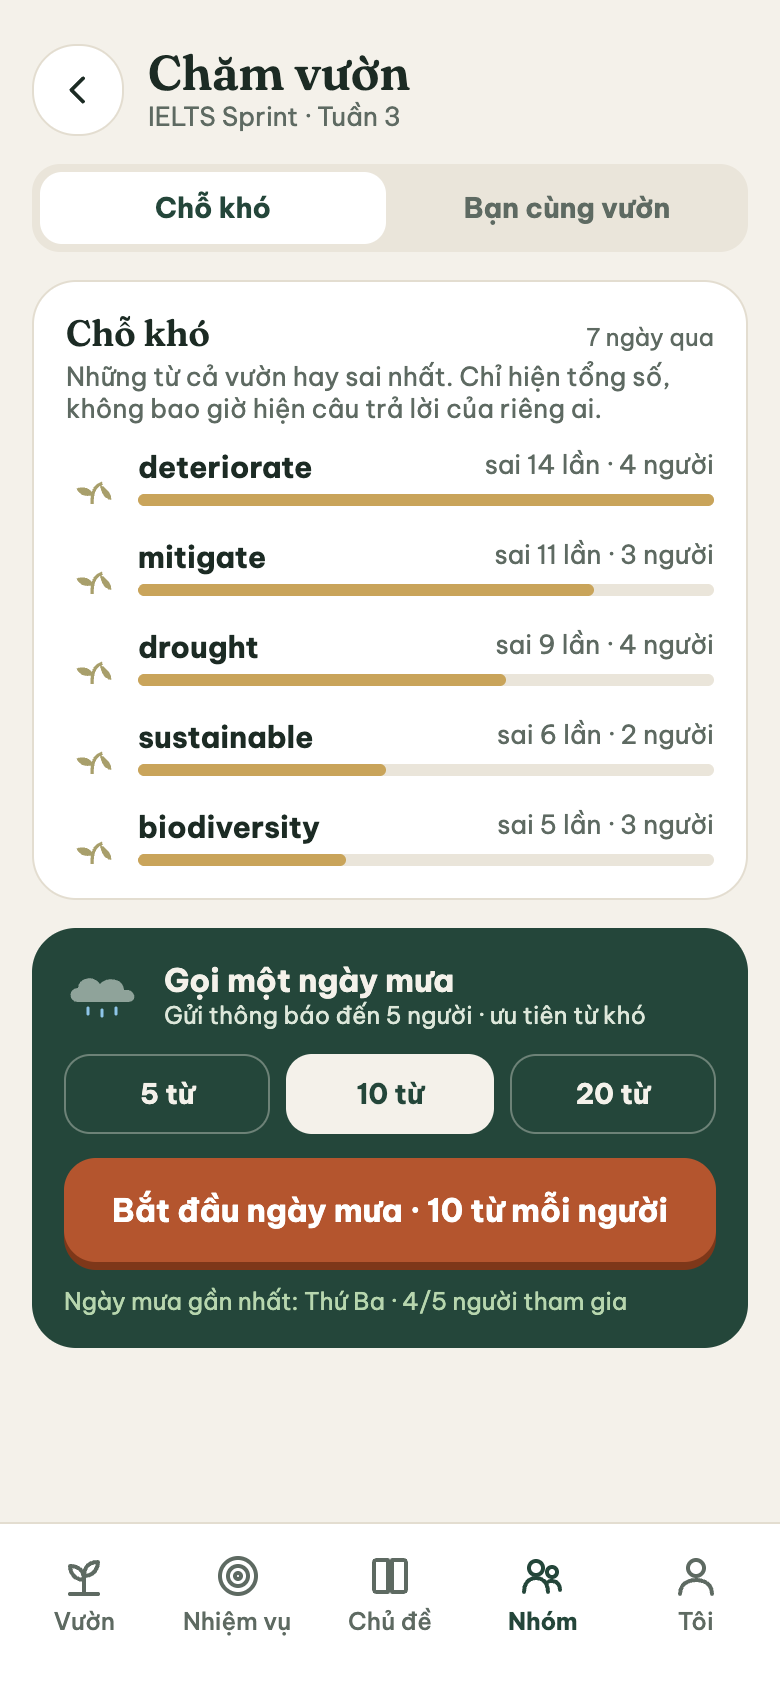 Chăm vườn
IELTS Sprint · Tuần 3
Chỗ khó
Bạn cùng vườn
Chỗ khó
7 ngày qua
Những từ cả vườn hay sai nhất. Chỉ hiện tổng số,
không bao giờ hiện câu trả lời của riêng ai.
deteriorate
sai 14 lần · 4 người
mitigate
sai 11 lần · 3 người
drought
sai 9 lần · 4 người
sustainable
sai 6 lần · 2 người
biodiversity
sai 5 lần · 3 người
Gọi một ngày mưa
Gửi thông báo đến 5 người · ưu tiên từ khó
5 từ
10 từ
20 từ
Bắt đầu ngày mưa · 10 từ mỗi người
Ngày mưa gần nhất: Thứ Ba · 4/5 người tham gia
Vườn
Nhiệm vụ
Chủ đề
Nhóm
Tôi